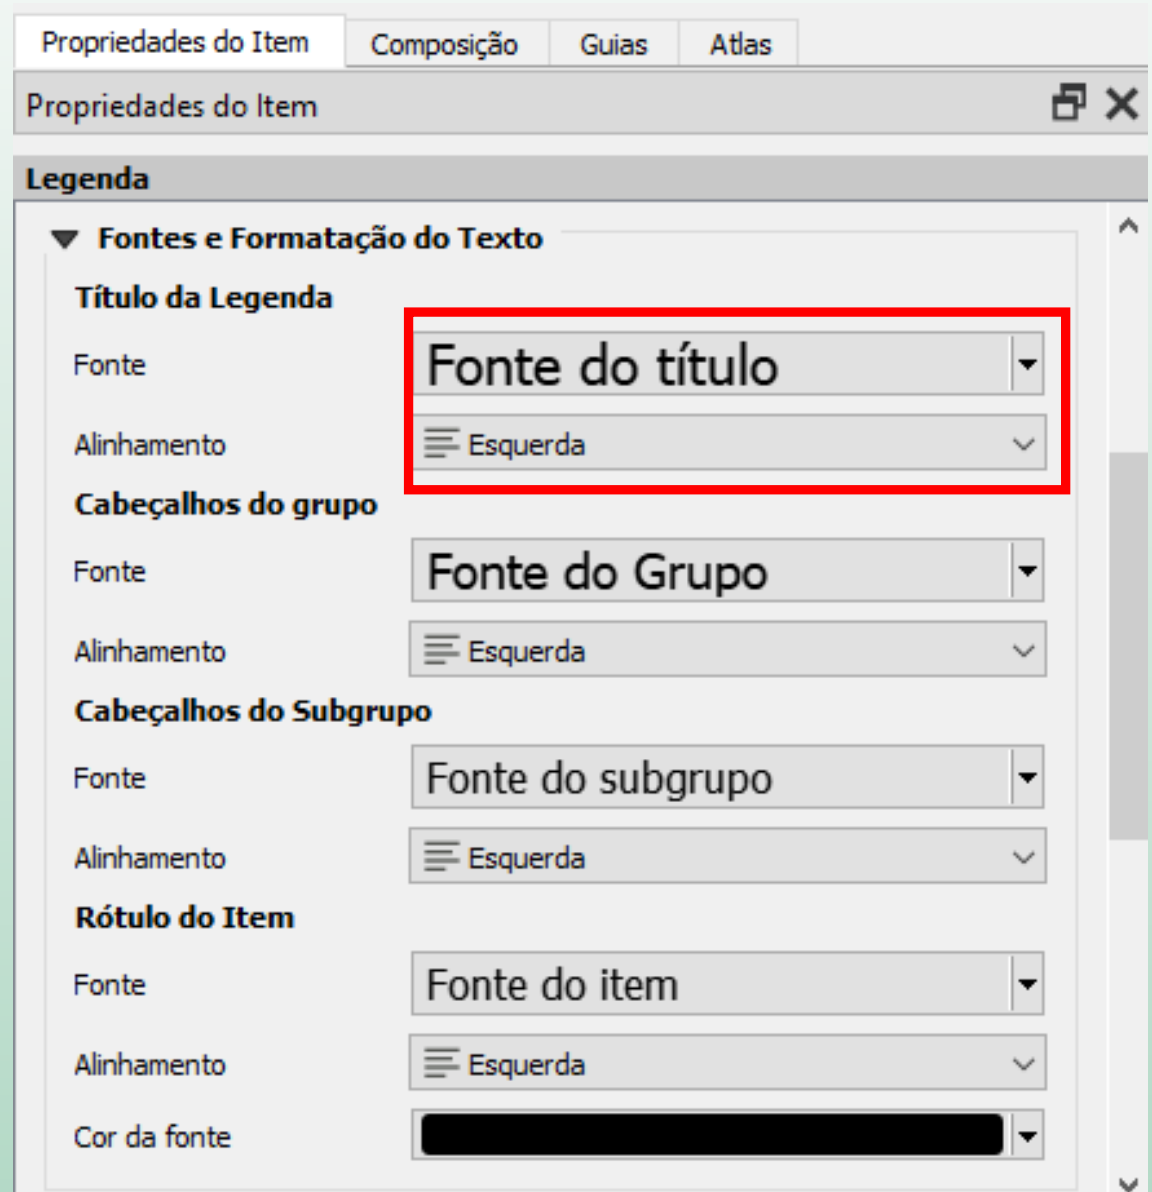 Propriedades do Item Composição Guias Atlas
Propriedades do Item
Legenda
Fontes e Formatação do Texto
Título da Legenda
Fonte Fonte do título
Alinhamento Esquerda
Cabeçalhos do grupo
Fonte Fonte do Grupo
Alinhamento Esquerda
Cabeçalhos do Subgrupo
Fonte Fonte do subgrupo
Alinhamento Esquerda
Rótulo do Item
Fonte Fonte do item
Alinhamento Esquerda
Cor da fonte